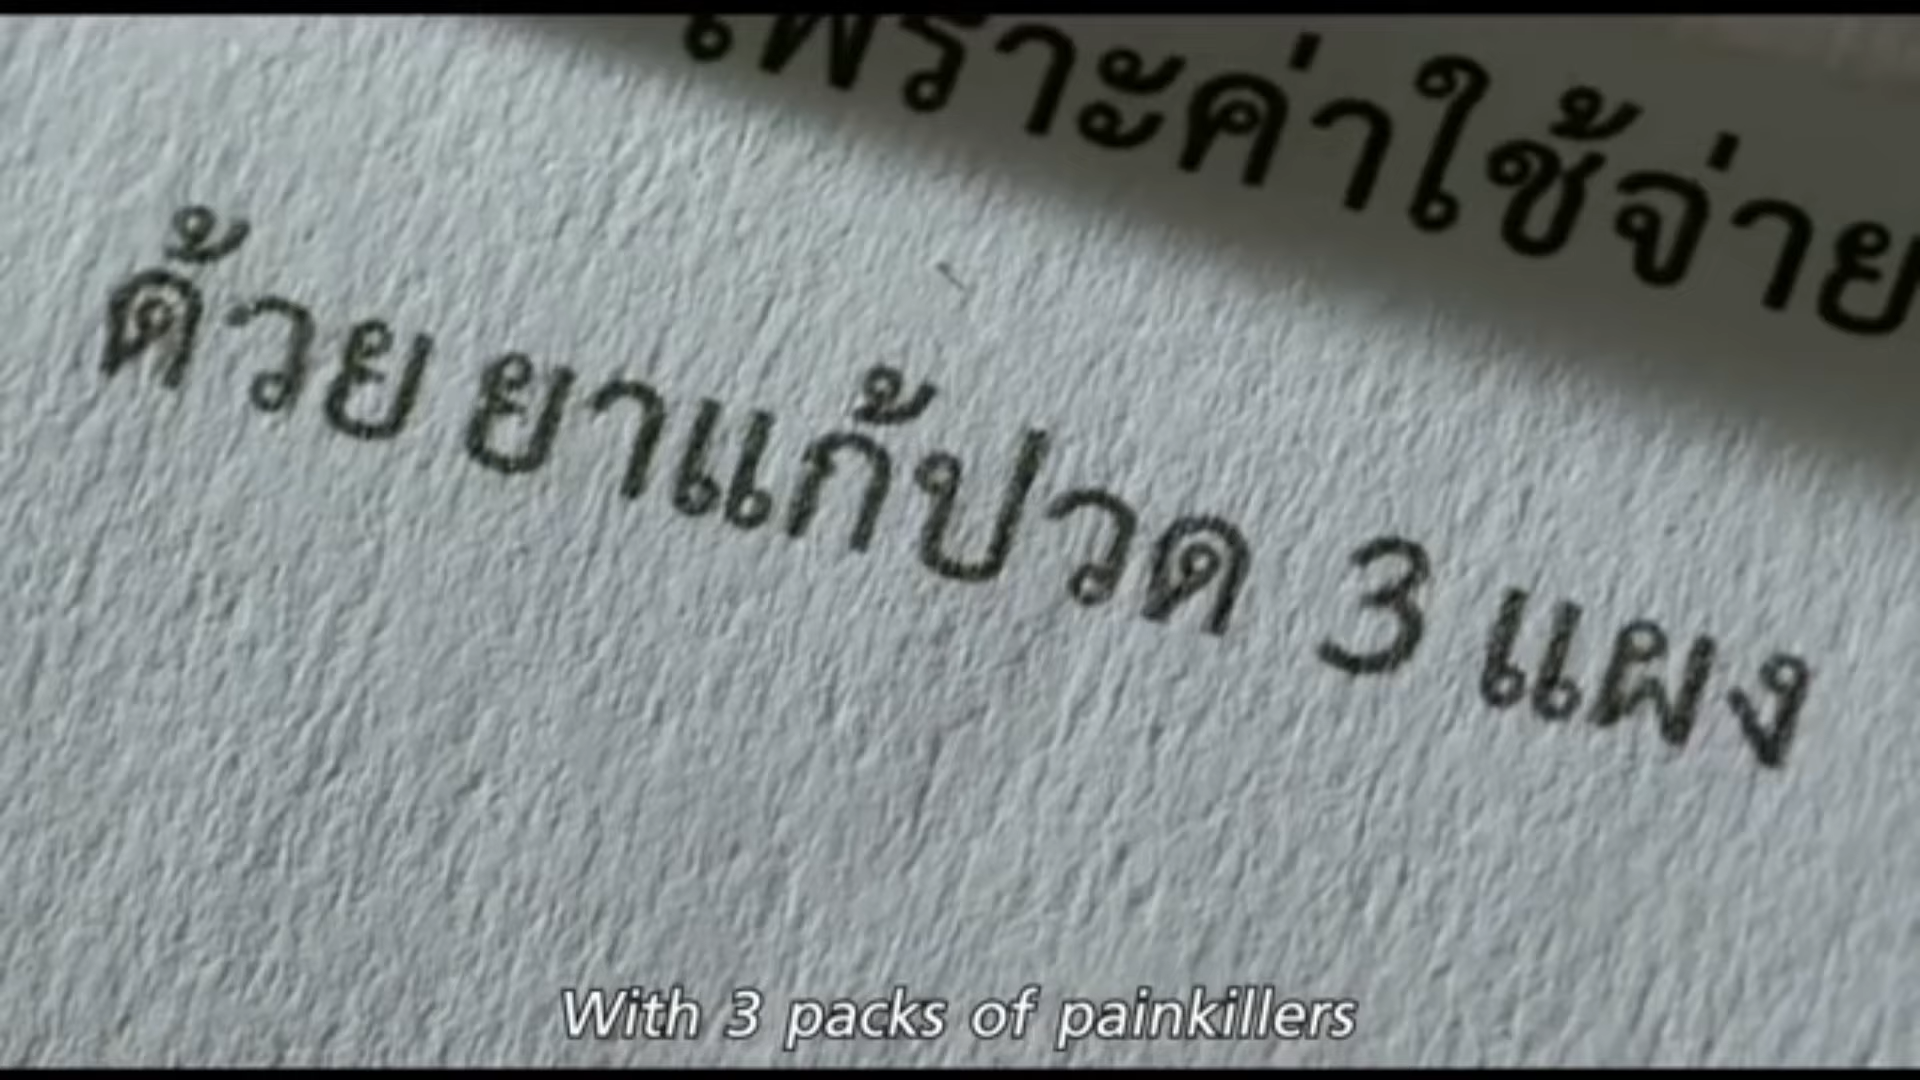 เพราะค่าใช้จ่าย
ด้วย ยาแก้ปวด 3 แผง
With 3 packs of painkillers